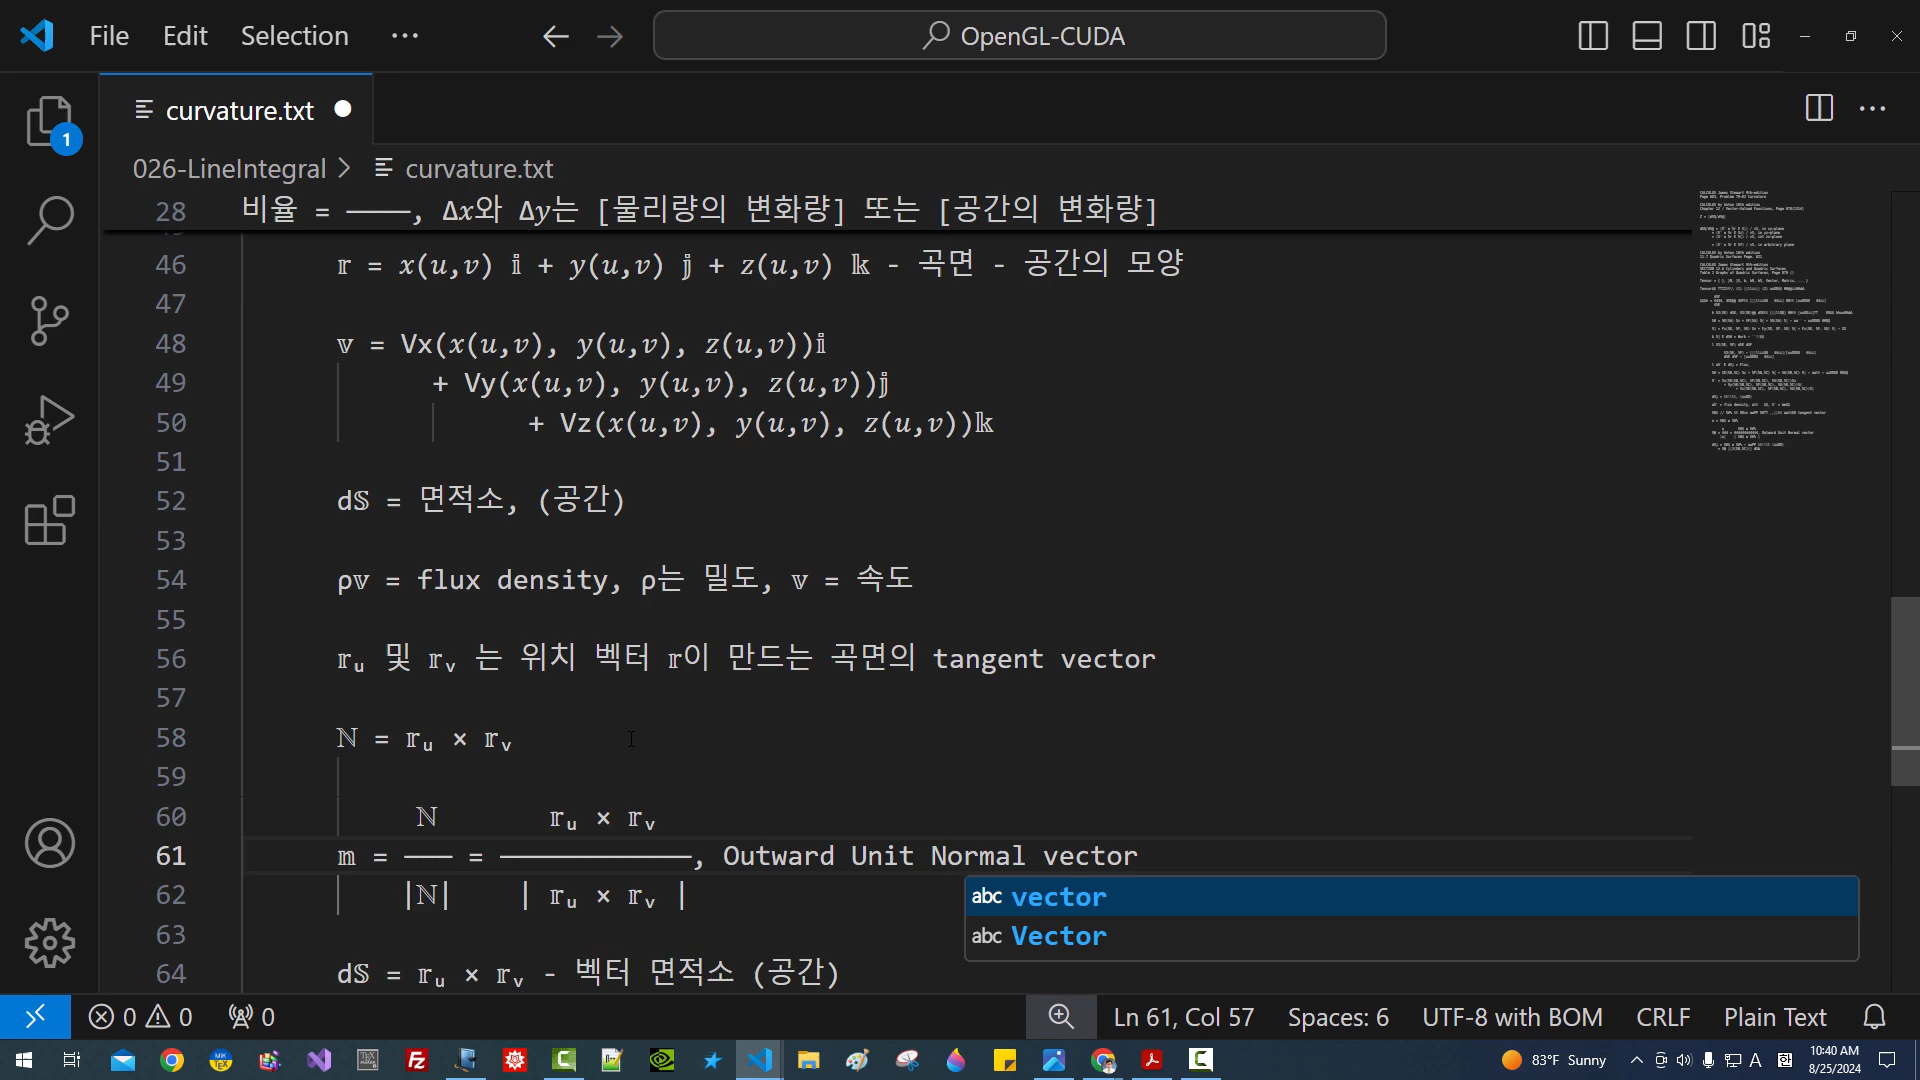 File Edit Selection ··· OpenGL-CUDA
curvature.txt
1
026-LineIntegral > curvature.txt
28 비율 = ────, ∆𝑥와 ∆𝑦는 [물리량의 변화량] 또는 [공간의 변화량]
46 𝕣 = 𝑥(𝑢,𝑣) 𝕚 + 𝑦(𝑢,𝑣) 𝕛 + 𝑧(𝑢,𝑣) 𝕜 - 곡면 - 공간의 모양
47
48 𝕧 = Vx(𝑥(𝑢,𝑣), 𝑦(𝑢,𝑣), 𝑧(𝑢,𝑣))𝕚
49 + Vy(𝑥(𝑢,𝑣), 𝑦(𝑢,𝑣), 𝑧(𝑢,𝑣))𝕛
50 + Vz(𝑥(𝑢,𝑣), 𝑦(𝑢,𝑣), 𝑧(𝑢,𝑣))𝕜
51
52 d𝕊 = 면적소, (공간)
53
54 ρ𝕧 = flux density, ρ는 밀도, 𝕧 = 속도
55
56 𝕣ᵤ 및 𝕣ᵥ 는 위치 벡터 𝕣이 만드는 곡면의 tangent vector
57
58 ℕ = 𝕣ᵤ × 𝕣ᵥ
59
60 ℕ 𝕣ᵤ × 𝕣ᵥ
61 𝕞 = ─── = ────────────, Outward Unit Normal vector
62 |ℕ| | 𝕣ᵤ × 𝕣ᵥ |
abc vector
63
abc Vector
64 d𝕊 = 𝕣ᵤ × 𝕣ᵥ - 벡터 면적소 (공간)
0 0 0 Ln 61, Col 57 Spaces: 6 UTF-8 with BOM CRLF Plain Text
83°F Sunny A 10:40 AM
8/25/2024